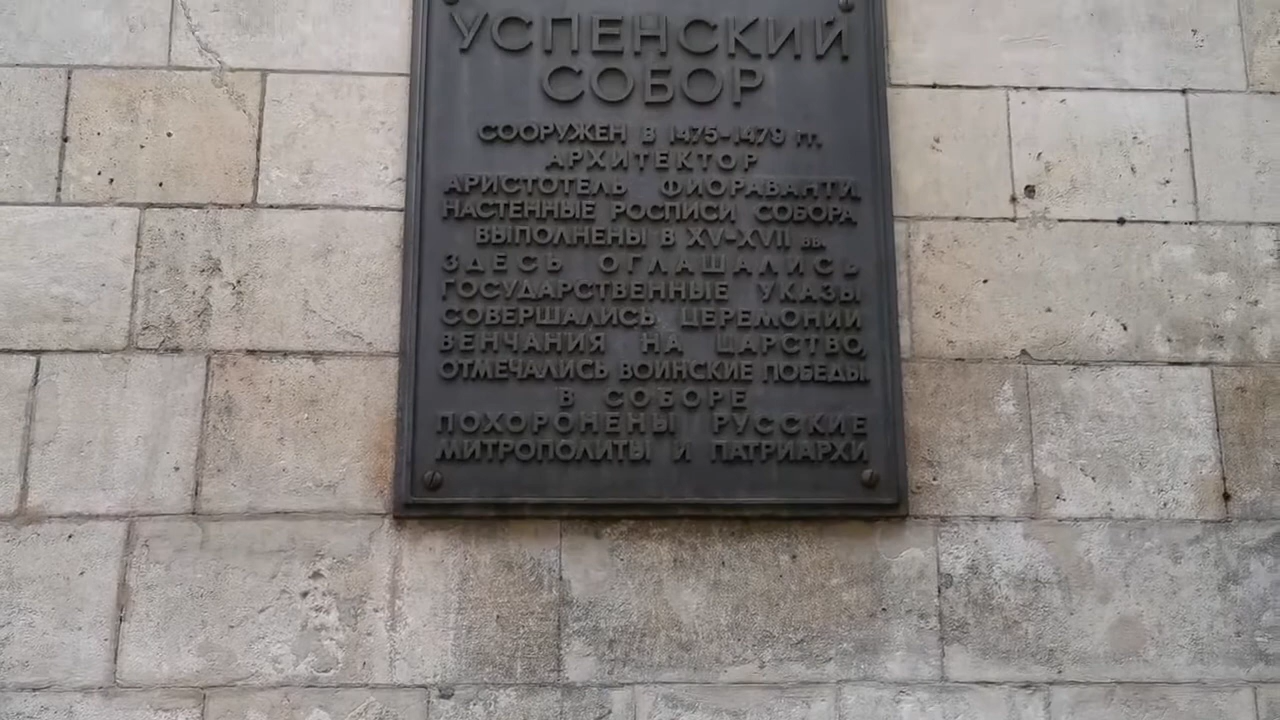 УСПЕНСКИЙ
СОБОР
СООРУЖЕН В 1475-1479 гг.
АРХИТЕКТОР
АРИСТОТЕЛЬ ФИОРАВАНТИ.
НАСТЕННЫЕ РОСПИСИ СОБОРА
ВЫПОЛНЕНЫ В XV-XVII вв.
ЗДЕСЬ ОГЛАШАЛИСЬ
ГОСУДАРСТВЕННЫЕ УКАЗЫ
СОВЕРШАЛИСЬ ЦЕРЕМОНИИ
ВЕНЧАНИЯ НА ЦАРСТВО,
ОТМЕЧАЛИСЬ ВОИНСКИЕ ПОБЕДЫ.
В СОБОРЕ
ПОХОРОНЕНЫ РУССКИЕ
МИТРОПОЛИТЫ И ПАТРИАРХИ